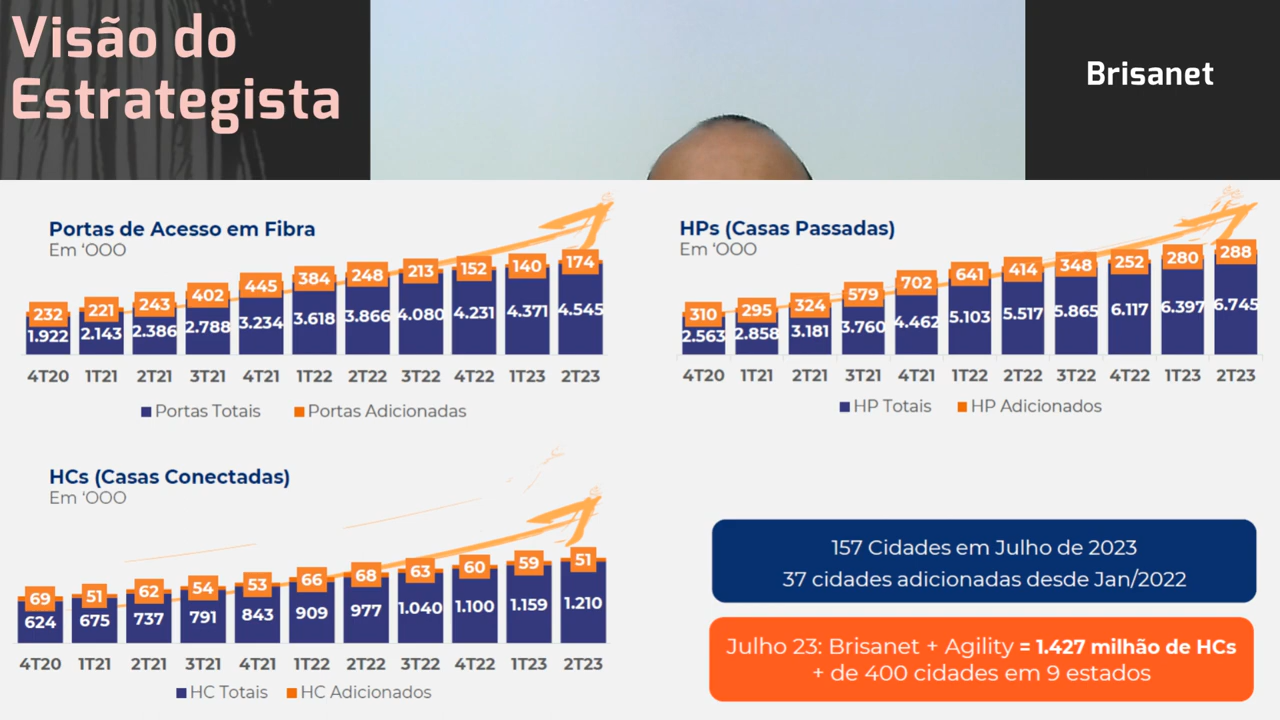 Visão do
Estrategista
Brisanet
Portas de Acesso em Fibra
Em ‘OOO
232 221 243 402 445 384 248 213 152 140 174
1.922 2.143 2.386 2.788 3.234 3.618 3.866 4.080 4.231 4.371 4.545
4T20 1T21 2T21 3T21 4T21 1T22 2T22 3T22 4T22 1T23 2T23
Portas Totais Portas Adicionadas
HPs (Casas Passadas)
Em ‘OOO
310 295 324 579 702 641 414 348 252 280 288
2.563 2.858 3.181 3.760 4.462 5.103 5.517 5.865 6.117 6.397 6.745
4T20 1T21 2T21 3T21 4T21 1T22 2T22 3T22 4T22 1T23 2T23
HP Totais HP Adicionados
HCs (Casas Conectadas)
Em ‘OOO
69 51 62 54 53 66 68 63 60 59 51
624 675 737 791 843 909 977 1.040 1.100 1.159 1.210
4T20 1T21 2T21 3T21 4T21 1T22 2T22 3T22 4T22 1T23 2T23
HC Totais HC Adicionados
157 Cidades em Julho de 2023
37 cidades adicionadas desde Jan/2022
Julho 23: Brisanet + Agility = 1.427 milhão de HCs
+ de 400 cidades em 9 estados